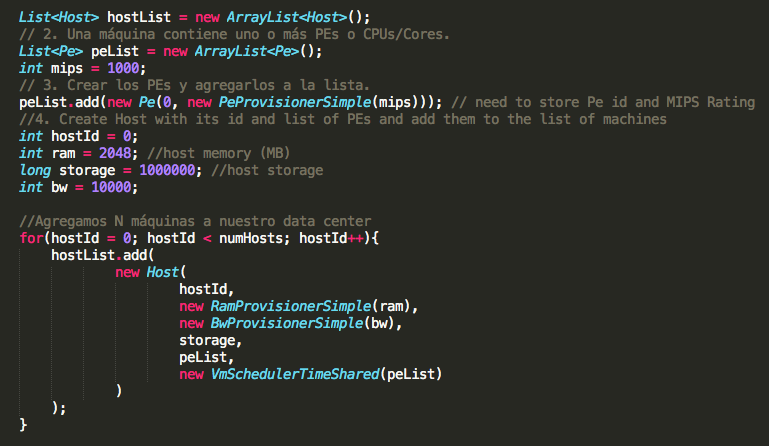 List<Host> hostList = new ArrayList<Host>();
// 2. Una máquina contiene uno o más PEs o CPUs/Cores.
List<Pe> peList = new ArrayList<Pe>();
int mips = 1000;
// 3. Crear los PEs y agregarlos a la lista.
peList.add(new Pe(0, new PeProvisionerSimple(mips))); // need to store Pe id and MIPS Rating
//4. Create Host with its id and list of PEs and add them to the list of machines
int hostId = 0;
int ram = 2048; //host memory (MB)
long storage = 1000000; //host storage
int bw = 10000;

//Agregamos N máquinas a nuestro data center
for(hostId = 0; hostId < numHosts; hostId++){
    hostList.add(
            new Host(
                    hostId,
                    new RamProvisionerSimple(ram),
                    new BwProvisionerSimple(bw),
                    storage,
                    peList,
                    new VmSchedulerTimeShared(peList)
            )
    );
}